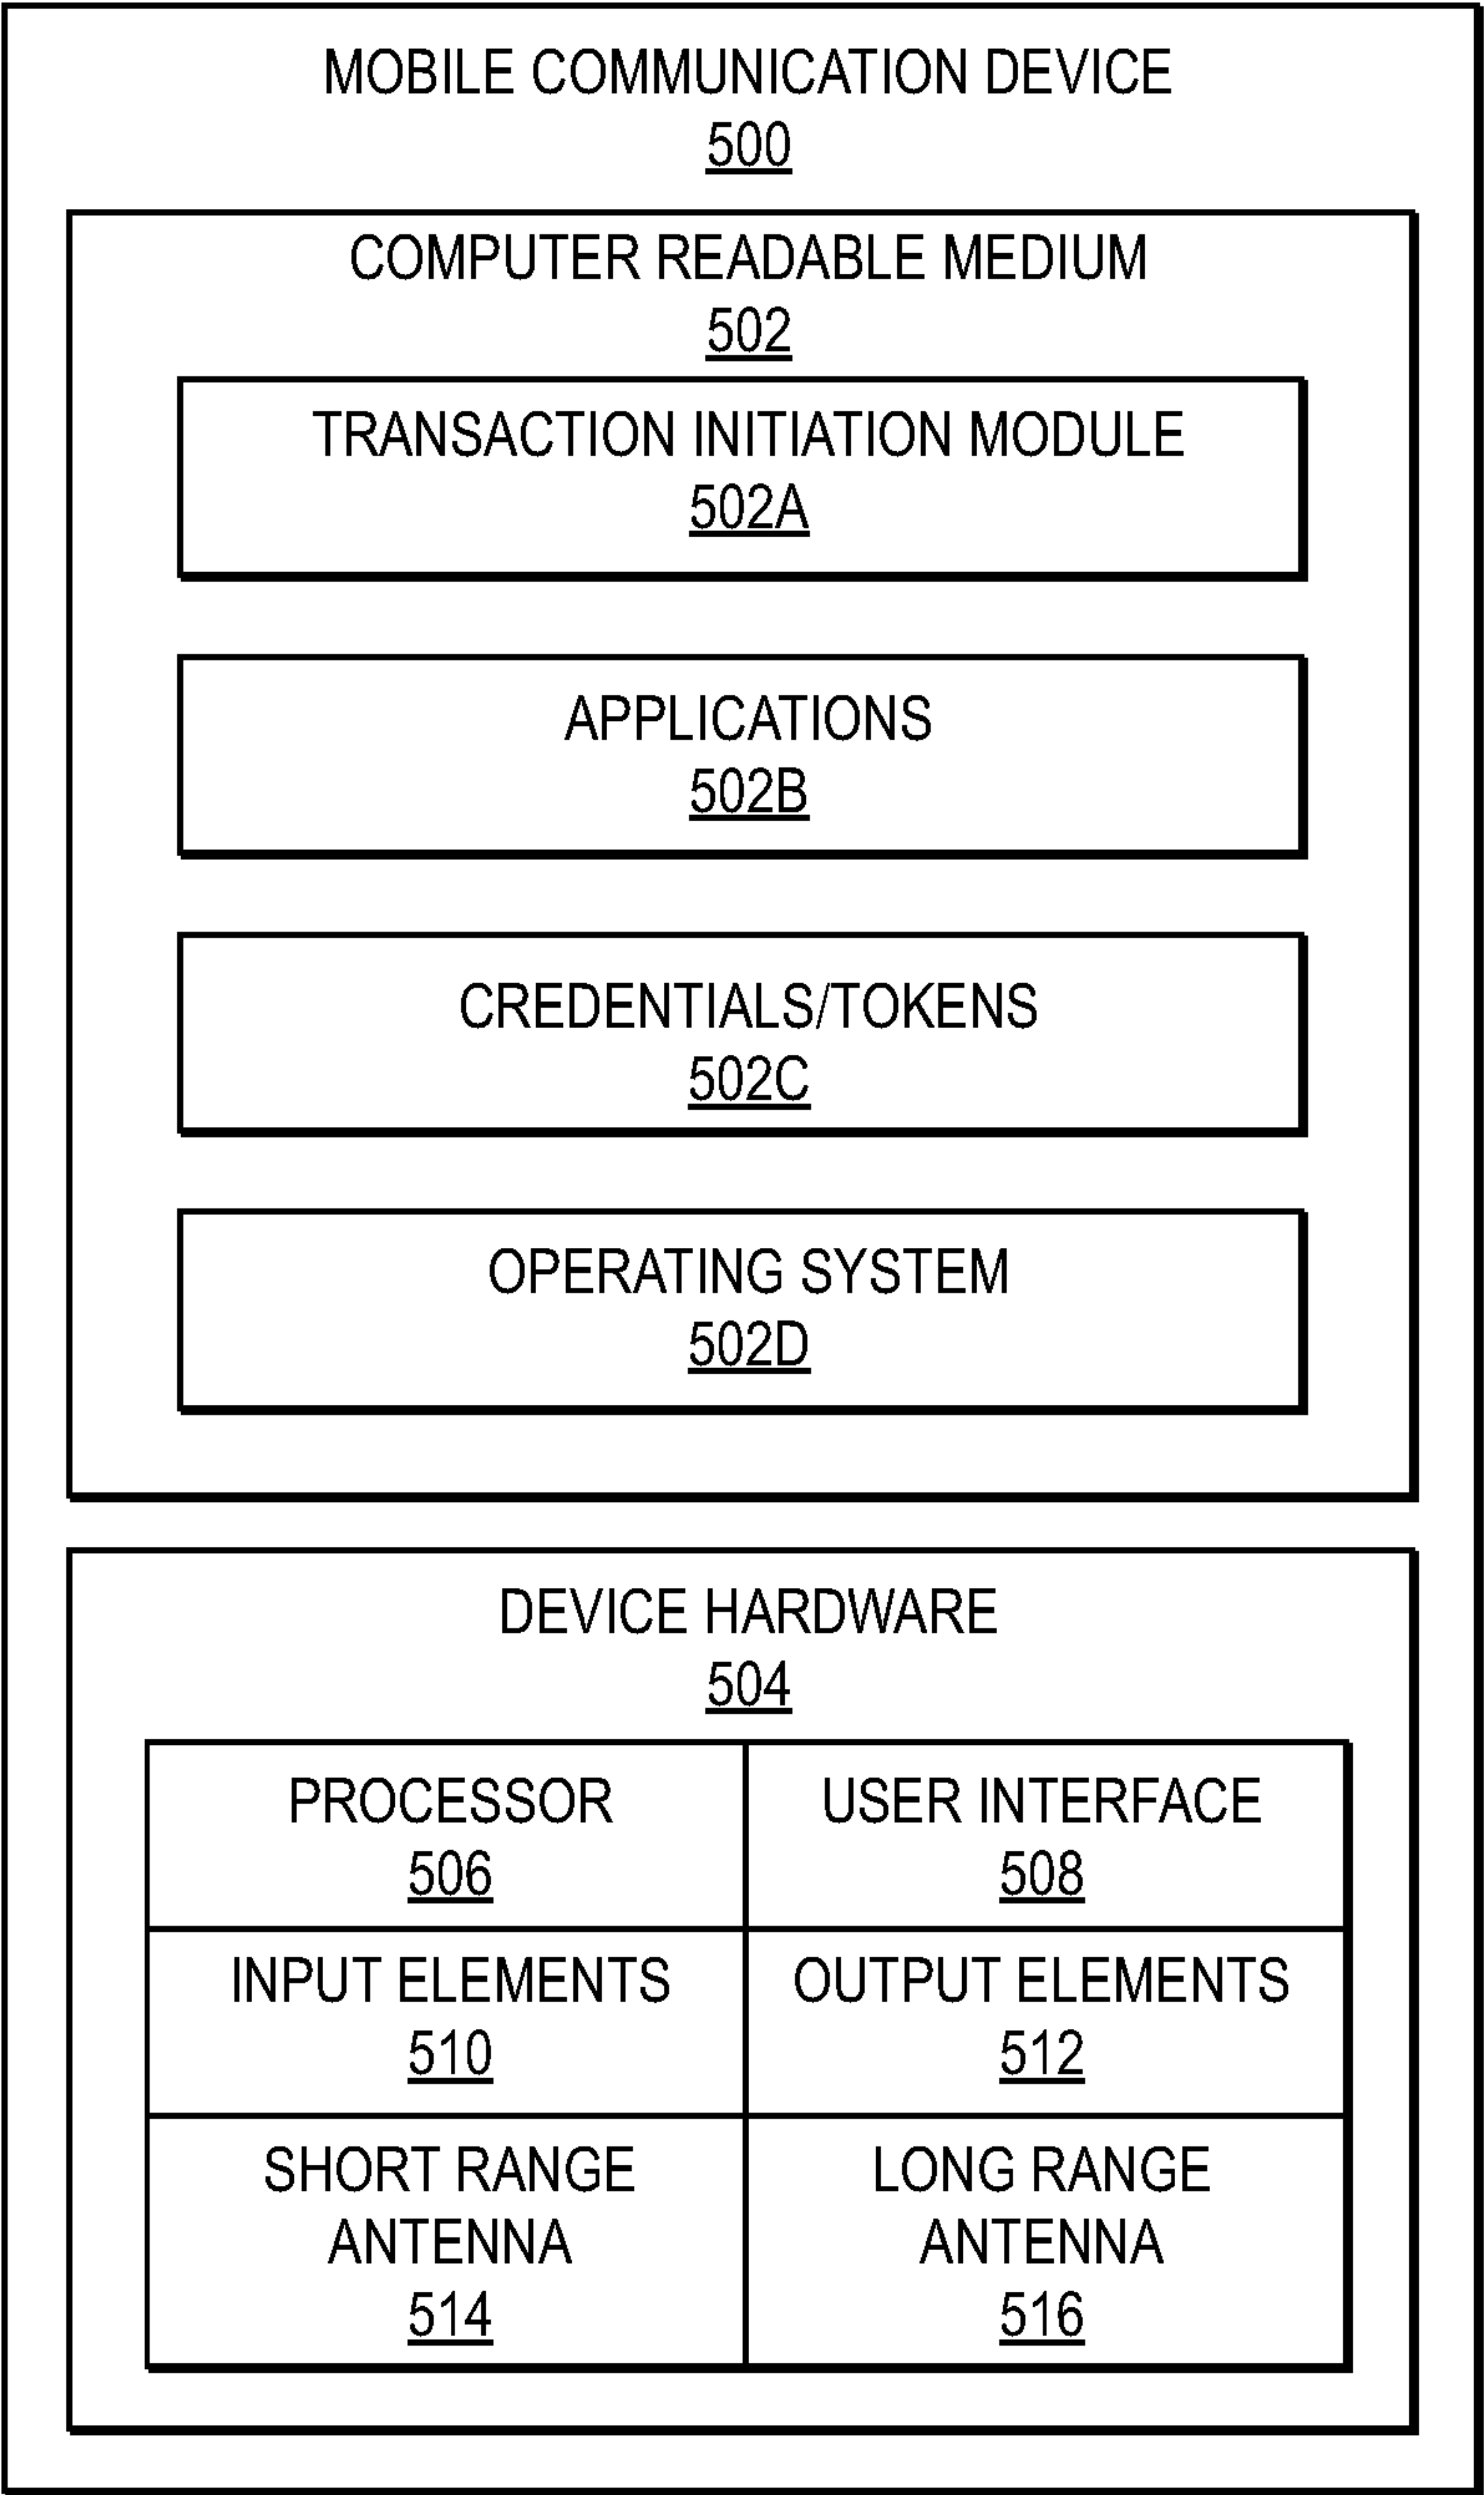 MOBILE COMMUNICATION DEVICE
500
COMPUTER READABLE MEDIUM
502
TRANSACTION INITIATION MODULE
502A
APPLICATIONS
502B
CREDENTIALS/TOKENS
502C
OPERATING SYSTEM
502D
DEVICE HARDWARE
504
PROCESSOR
506
USER INTERFACE
508
INPUT ELEMENTS
510
OUTPUT ELEMENTS
512
SHORT RANGE
ANTENNA
514
LONG RANGE
ANTENNA
516